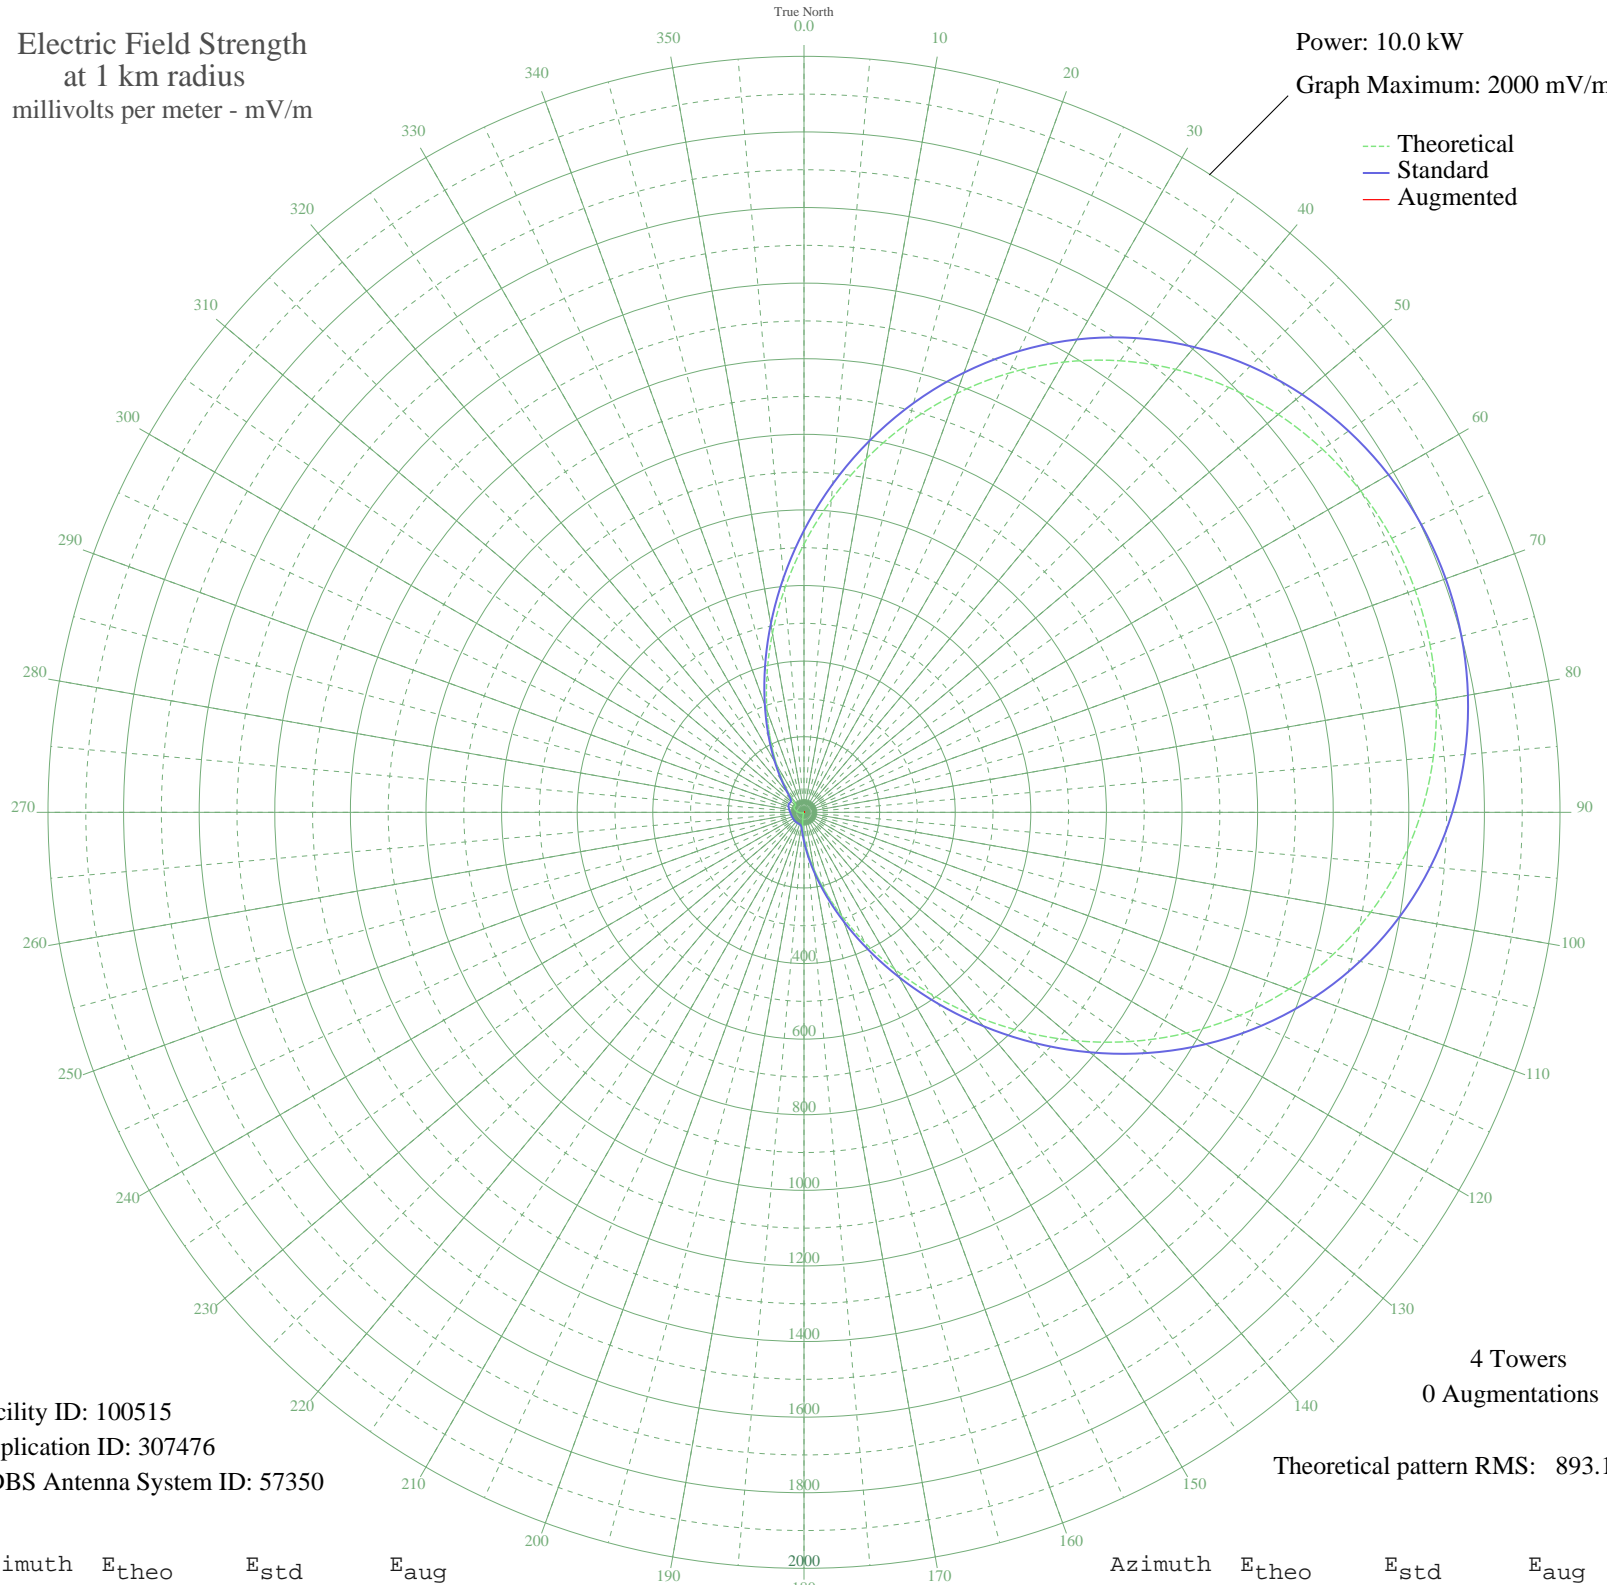 True North
Electric Field Strength
at 1 km radius
millivolts per meter - mV/m
Power: 10.0 kW
Graph Maximum: 2000 mV/m
Theoretical
Standard
Augmented
0.0
10
20
30
40
50
60
70
80
90
100
110
120
130
140
150
160
170
190
200
210
220
230
240
250
260
270
280
290
300
310
320
330
340
350
400
600
800
1000
1200
1400
1600
1800
2000
4 Towers
0 Augmentations
Theoretical pattern RMS: 893.1
cility ID: 100515
plication ID: 307476
DBS Antenna System ID: 57350
imuth Etheo Estd Eaug
Azimuth Etheo Estd Eaug